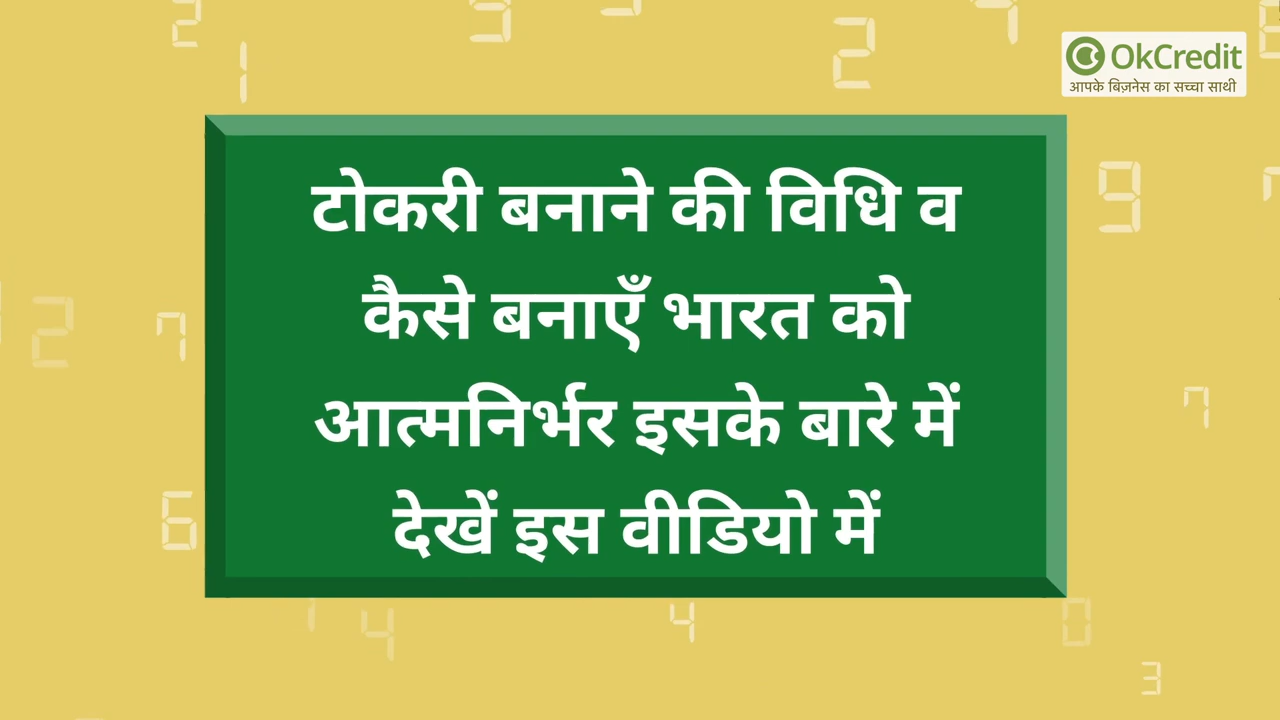 OkCredit
आपके बिज़नेस का सच्चा साथी
टोकरी बनाने की विधि व
कैसे बनाएँ भारत को
आत्मनिर्भर इसके बारे में
देखें इस वीडियो में